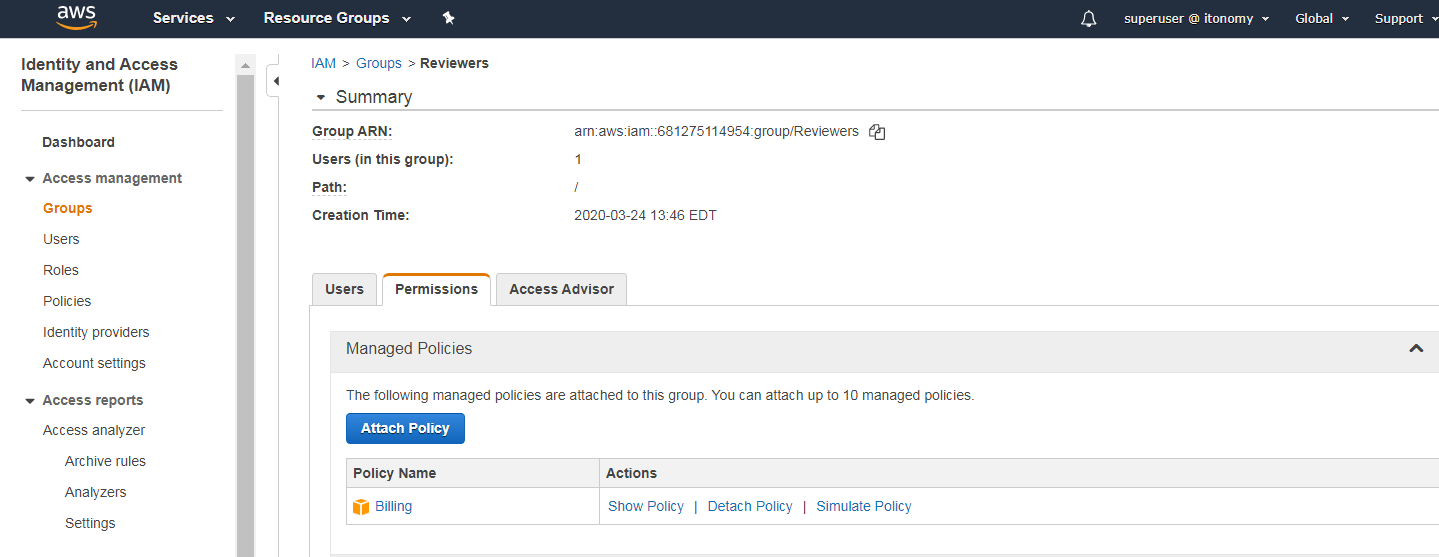 aws Services Resource Groups superuser @ itonomy Global Support
Identity and Access Management (IAM)
Dashboard
Access management
Groups
Users
Roles
Policies
Identity providers
Account settings
Access reports
Access analyzer
Archive rules
Analyzers
Settings
IAM > Groups > Reviewers
Summary
Group ARN: arn:aws:iam::681275114954:group/Reviewers
Users (in this group): 1
Path: /
Creation Time: 2020-03-24 13:46 EDT
Users Permissions Access Advisor
Managed Policies
The following managed policies are attached to this group. You can attach up to 10 managed policies.
Attach Policy
Policy Name Actions
Billing Show Policy | Detach Policy | Simulate Policy